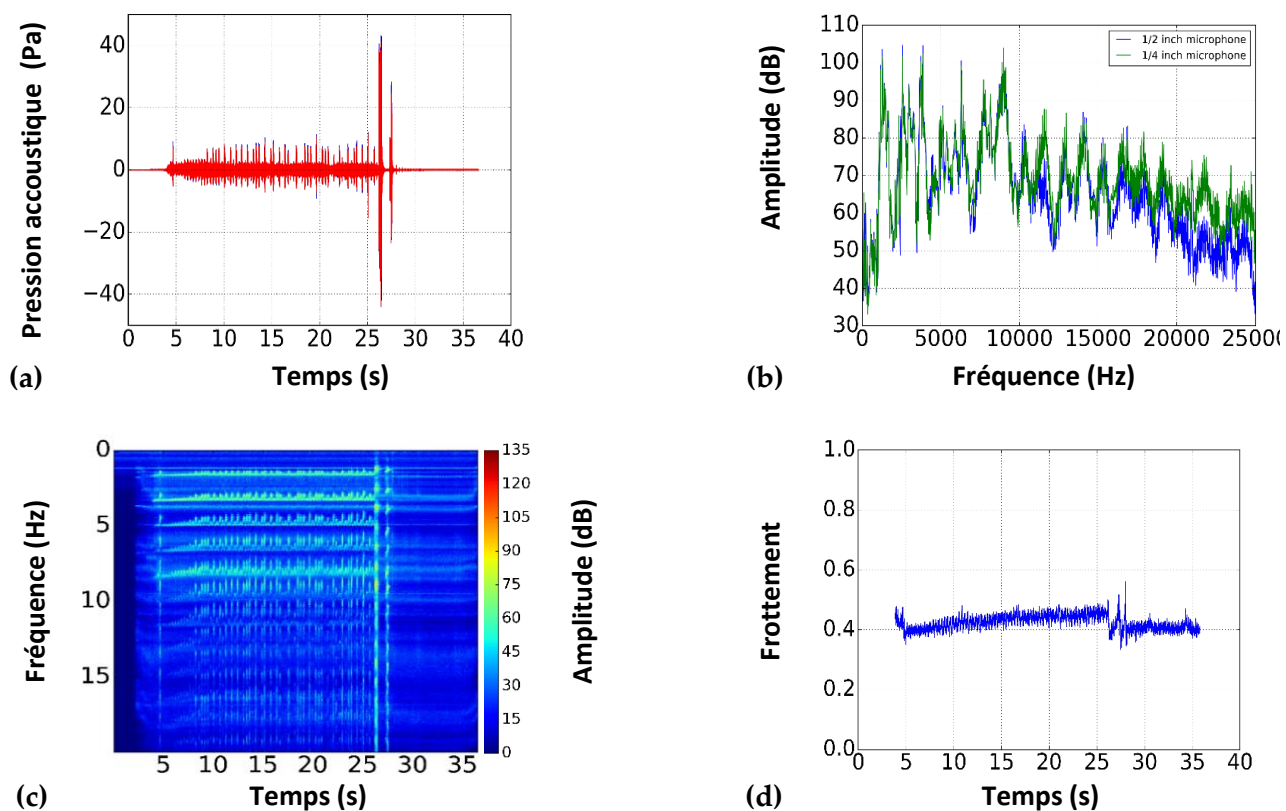 Pression accoustique (Pa)
40
20
0
−20
−40
0 5 10 15 20 25 30 35 40
Temps (s)
(a)
Amplitude (dB)
110
100
90
80
70
60
50
40
30
1/2 inch microphone
1/4 inch microphone
0 5000 10000 15000 20000 25000
Fréquence (Hz)
(b)
Fréquence (Hz)
0
5
10
15
5 10 15 20 25 30 35
Temps (s)
(c)
135
120
105
90
75
60
45
30
15
0
Amplitude (dB)
Frottement
1.0
0.8
0.6
0.4
0.2
0.0
0 5 10 15 20 25 30 35 40
Temps (s)
(d)